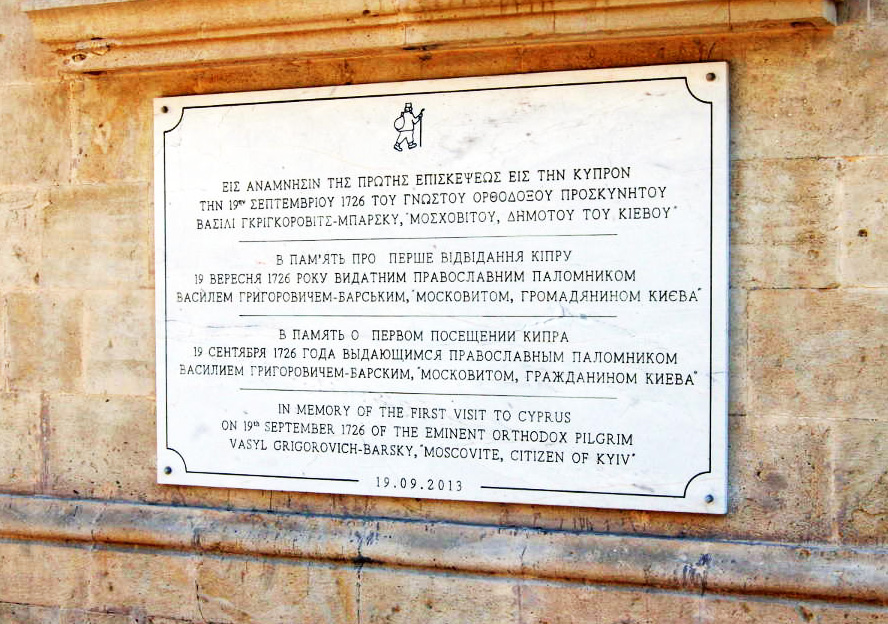 ΕΙΣ ΑΝΑΜΝΗΣΙΝ ΤΗΣ ΠΡΩΤΗΣ ΕΠΙΣΚΕΨΕΩΣ ΕΙΣ ΤΗΝ ΚΥΠΡΟΝ
ΤΗΝ 19ην ΣΕΠΤΕΜΒΡΙΟΥ 1726 ΤΟΥ ΓΝΩΣΤΟΥ ΟΡΘΟΔΟΞΟΥ ΠΡΟΣΚΥΝΗΤΟΥ
ΒΑΣΙΛΙ ΓΚΡΙΓΚΟΡΟΒΙΤΣ-ΜΠΑΡΣΚΥ, "ΜΟΣΧΟΒΙΤΟΥ, ΔΗΜΟΤΟΥ ΤΟΥ ΚΙΕΒΟΥ"
В ПАМ'ЯТЬ ПРО ПЕРШЕ ВІДВІДАННЯ КІПРУ
19 ВЕРЕСНЯ 1726 РОКУ ВИДАТНИМ ПРАВОСЛАВНИМ ПАЛОМНИКОМ
ВАСИЛЕМ ГРИГОРОВИЧЕМ-БАРСЬКИМ, "МОСКОВИТОМ, ГРОМАДЯНИНОМ КИЄВА"
В ПАМЯТЬ О ПЕРВОМ ПОСЕЩЕНИИ КИПРА
19 СЕНТЯБРЯ 1726 ГОДА ВЫДАЮЩИМСЯ ПРАВОСЛАВНЫМ ПАЛОМНИКОМ
ВАСИЛИЕМ ГРИГОРОВИЧЕМ-БАРСКИМ, "МОСКОВИТОМ, ГРАЖДАНИНОМ КИЕВА"
IN MEMORY OF THE FIRST VISIT TO CYPRUS
ON 19th SEPTEMBER 1726 OF THE EMINENT ORTHODOX PILGRIM
VASYL GRIGOROVICH-BARSKY, "MOSCOVITE, CITIZEN OF KYIV"
19.09.2013